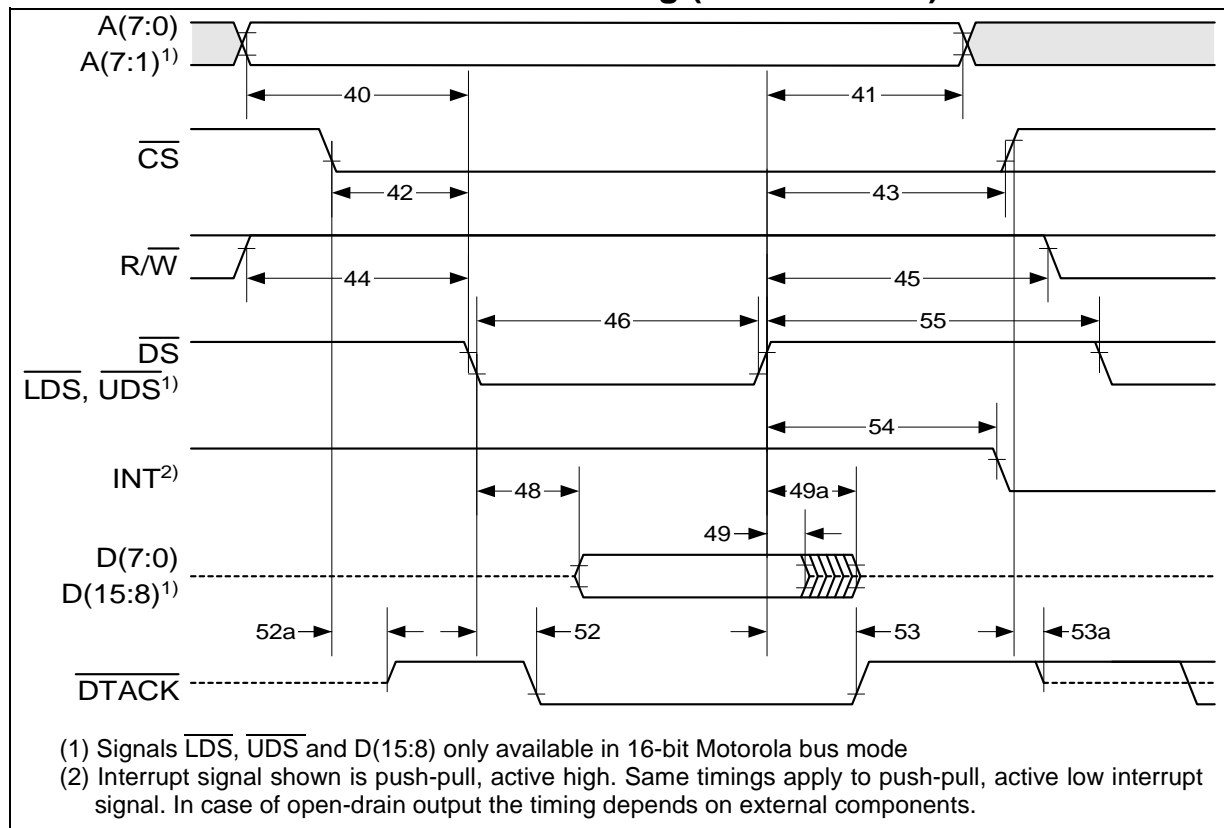 A(7:0)
A(7:1)1)
40
41
CS
42
43
R/W
44
45
46
55
DS
LDS, UDS1)
54
INT2)
48
49a
49
D(7:0)
D(15:8)1)
52a
52
53
53a
DTACK
(1) Signals LDS, UDS and D(15:8) only available in 16-bit Motorola bus mode
(2) Interrupt signal shown is push-pull, active high. Same timings apply to push-pull, active low interrupt
signal. In case of open-drain output the timing depends on external components.